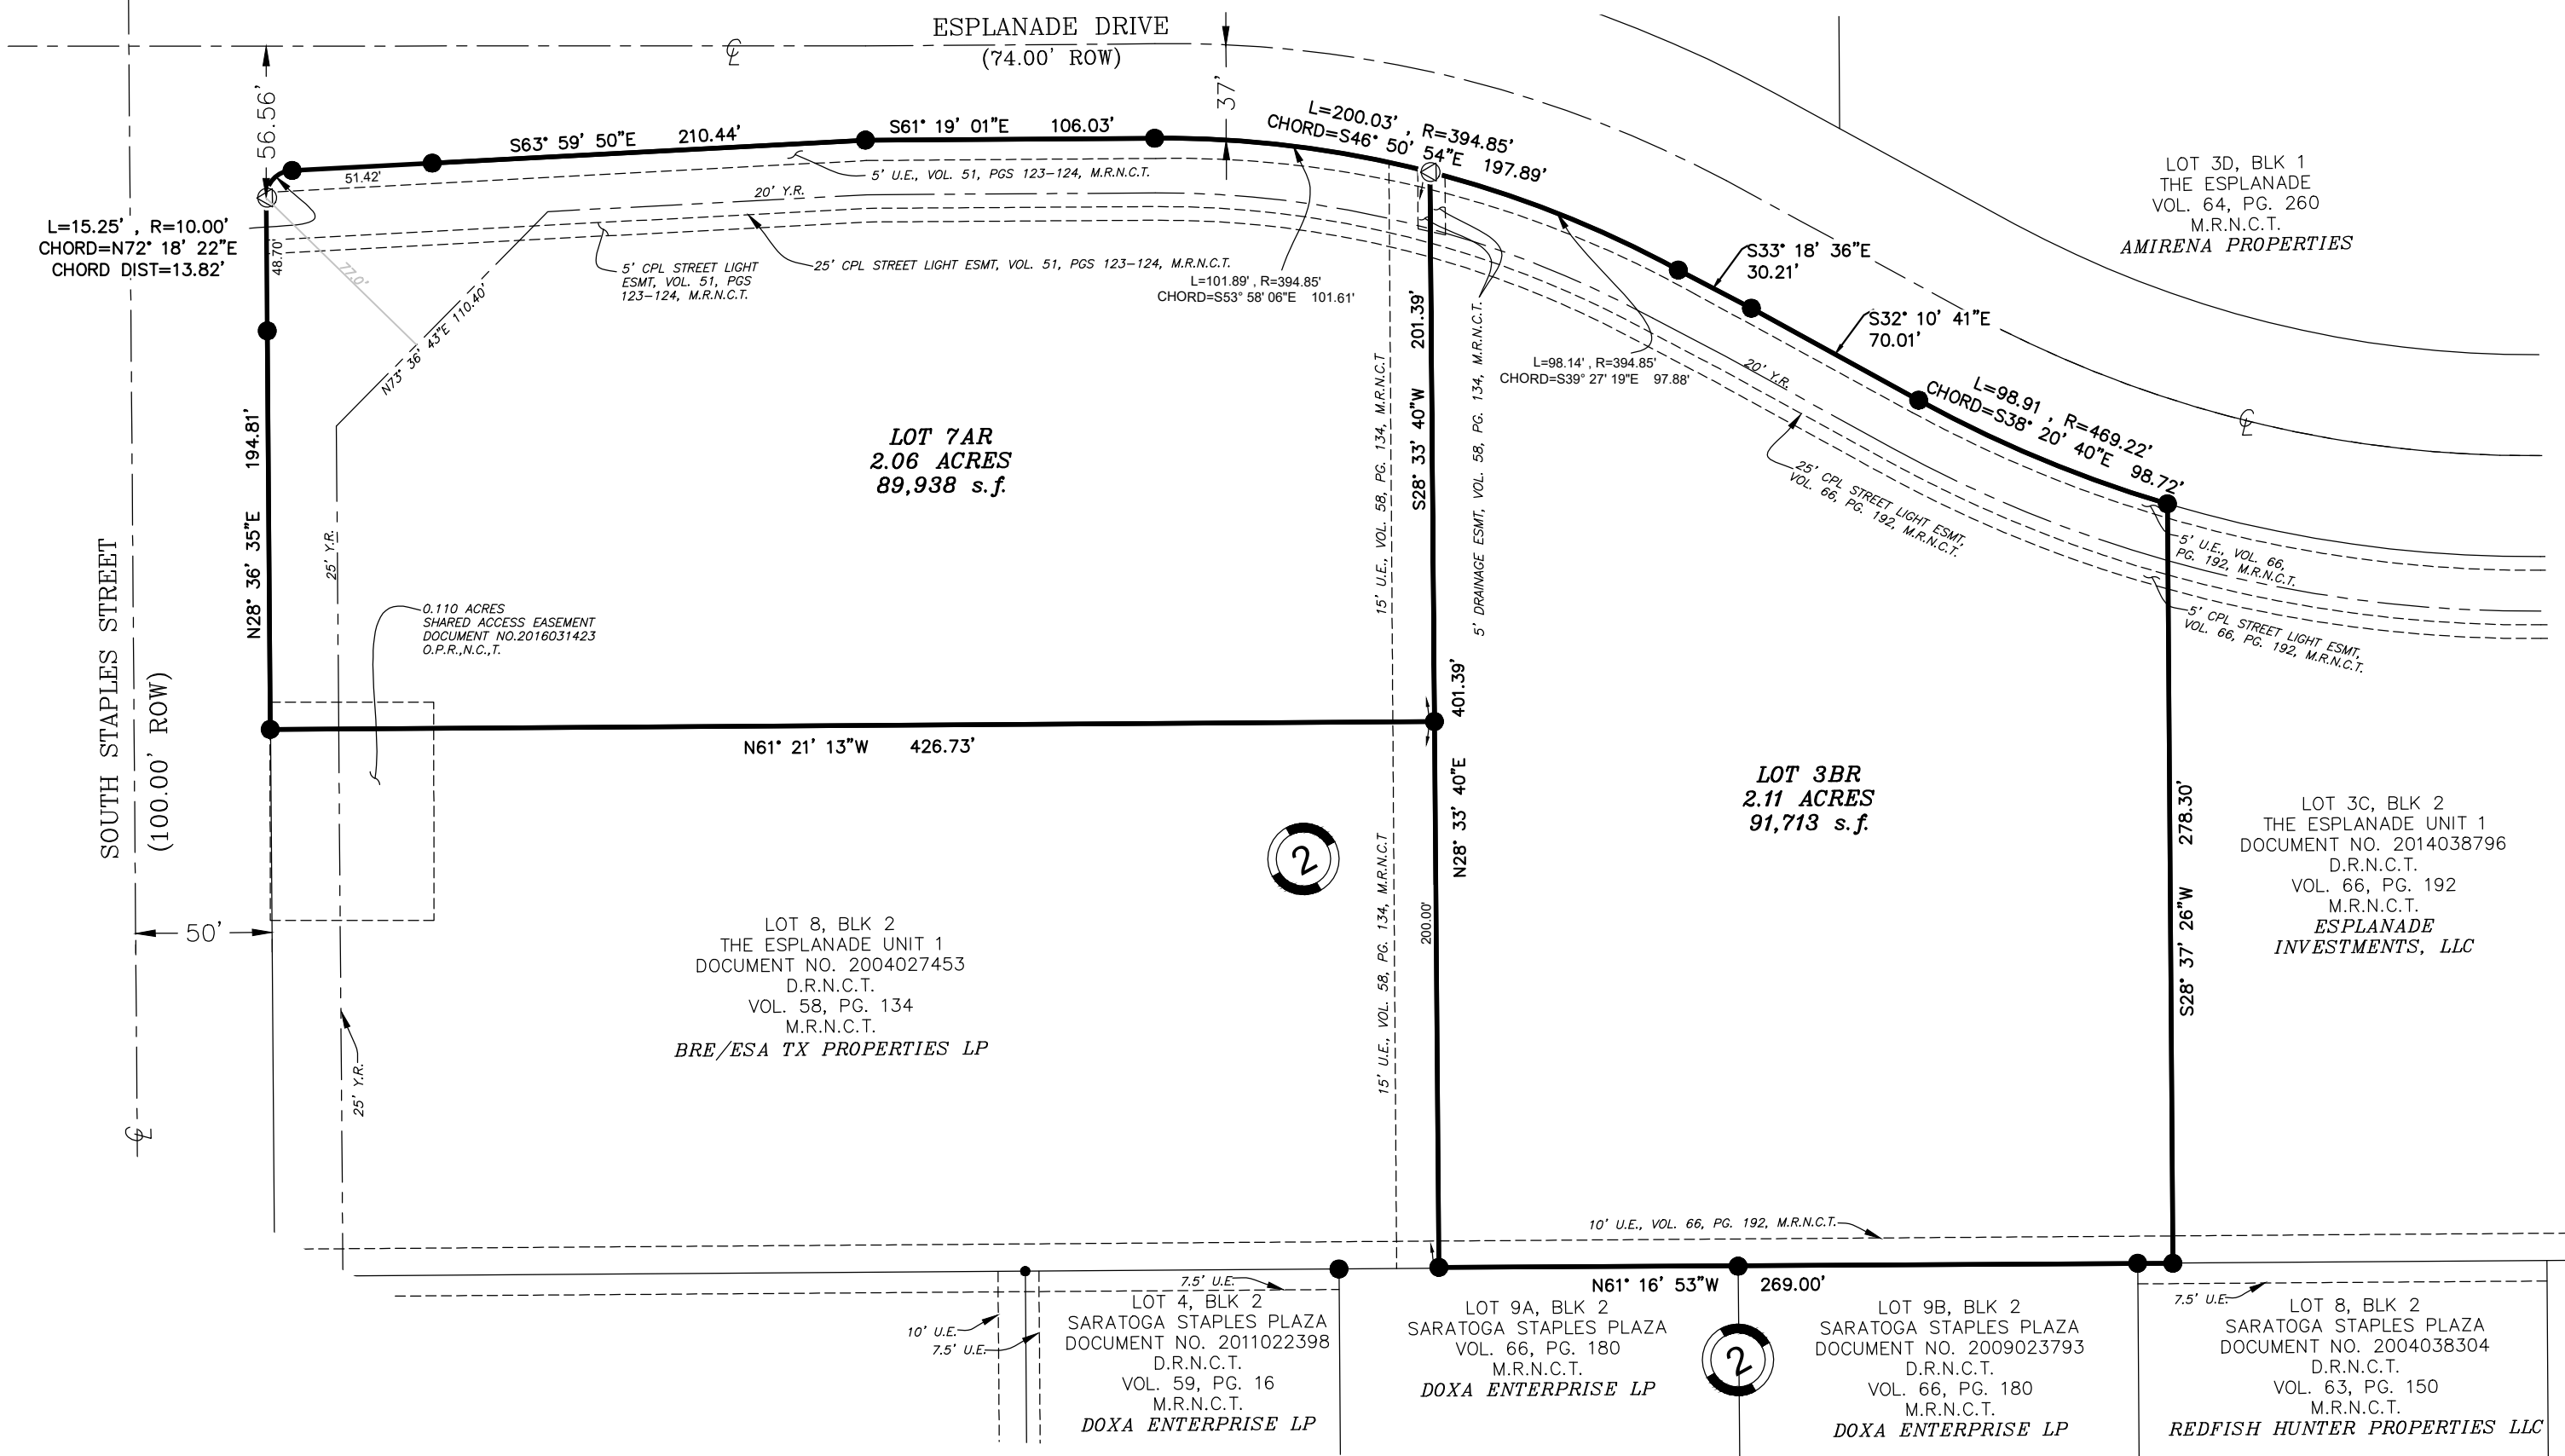 ESPLANADE DRIVE
(74.00' ROW)
℄
56.56'
37'
S63° 59' 50"E 210.44'
S61° 19' 01"E 106.03'
L=200.03' , R=394.85'
CHORD=S46° 50' 54"E 197.89'
51.42'
5' U.E., VOL. 51, PGS 123-124, M.R.N.C.T.
20' Y.R.
L=15.25' , R=10.00'
CHORD=N72° 18' 22"E
CHORD DIST=13.82'
48.70'
77.0'
N73° 36' 43"E 110.40'
5' CPL STREET LIGHT
ESMT, VOL. 51, PGS
123-124, M.R.N.C.T.
25' CPL STREET LIGHT ESMT, VOL. 51, PGS 123-124, M.R.N.C.T.
L=101.89' , R=394.85'
CHORD=S53° 58' 06"E 101.61'
LOT 3D, BLK 1
THE ESPLANADE
VOL. 64, PG. 260
M.R.N.C.T.
AMIRENA PROPERTIES
S33° 18' 36"E
30.21'
S32° 10' 41"E
70.01'
L=98.14' , R=394.85'
CHORD=S39° 27' 19"E 97.88'
20' Y.R.
L=98.91 , R=469.22'
CHORD=S38° 20' 40"E 98.72'
℄
25' CPL STREET LIGHT ESMT,
VOL. 66, PG. 192, M.R.N.C.T.
5' U.E., VOL. 66,
PG. 192, M.R.N.C.T.
5' CPL STREET LIGHT ESMT,
VOL. 66, PG. 192, M.R.N.C.T.
N28° 36' 35"E 194.81'
25' Y.R.
LOT 7AR
2.06 ACRES
89,938 s.f.
15' U.E., VOL. 58, PG. 134, M.R.N.C.T
S28° 33' 40"W 201.39'
5' DRAINAGE ESMT, VOL. 58, PG. 134, M.R.N.C.T.
0.110 ACRES
SHARED ACCESS EASEMENT
DOCUMENT NO.2016031423
O.P.R.,N.C.,T.
SOUTH STAPLES STREET
(100.00' ROW)
N61° 21' 13"W 426.73'
N28° 33' 40"E 401.39'
LOT 3BR
2.11 ACRES
91,713 s.f.
S28° 37' 26"W 278.30'
LOT 3C, BLK 2
THE ESPLANADE UNIT 1
DOCUMENT NO. 2014038796
D.R.N.C.T.
VOL. 66, PG. 192
M.R.N.C.T.
ESPLANADE
INVESTMENTS, LLC
2
50'
LOT 8, BLK 2
THE ESPLANADE UNIT 1
DOCUMENT NO. 2004027453
D.R.N.C.T.
VOL. 58, PG. 134
M.R.N.C.T.
BRE/ESA TX PROPERTIES LP
15' U.E., VOL. 58, PG. 134, M.R.N.C.T
200.00'
25' Y.R.
℄
10' U.E., VOL. 66, PG. 192, M.R.N.C.T.
N61° 16' 53"W 269.00'
7.5' U.E.
10' U.E.
7.5' U.E.
LOT 4, BLK 2
SARATOGA STAPLES PLAZA
DOCUMENT NO. 2011022398
D.R.N.C.T.
VOL. 59, PG. 16
M.R.N.C.T.
DOXA ENTERPRISE LP
LOT 9A, BLK 2
SARATOGA STAPLES PLAZA
VOL. 66, PG. 180
M.R.N.C.T.
DOXA ENTERPRISE LP
2
LOT 9B, BLK 2
SARATOGA STAPLES PLAZA
DOCUMENT NO. 2009023793
D.R.N.C.T.
VOL. 66, PG. 180
M.R.N.C.T.
DOXA ENTERPRISE LP
7.5' U.E.
LOT 8, BLK 2
SARATOGA STAPLES PLAZA
DOCUMENT NO. 2004038304
D.R.N.C.T.
VOL. 63, PG. 150
M.R.N.C.T.
REDFISH HUNTER PROPERTIES LLC